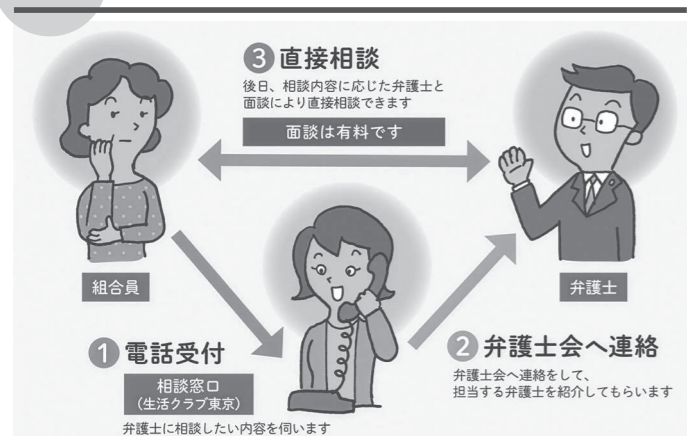 ③ 直接相談
後日、相談内容に応じた弁護士と
面談により直接相談できます
面談は有料です
組合員
弁護士
① 電話受付
相談窓口
(生活クラブ東京)
弁護士に相談したい内容を伺います
② 弁護士会へ連絡
弁護士会へ連絡をして、
担当する弁護士を紹介してもらいます